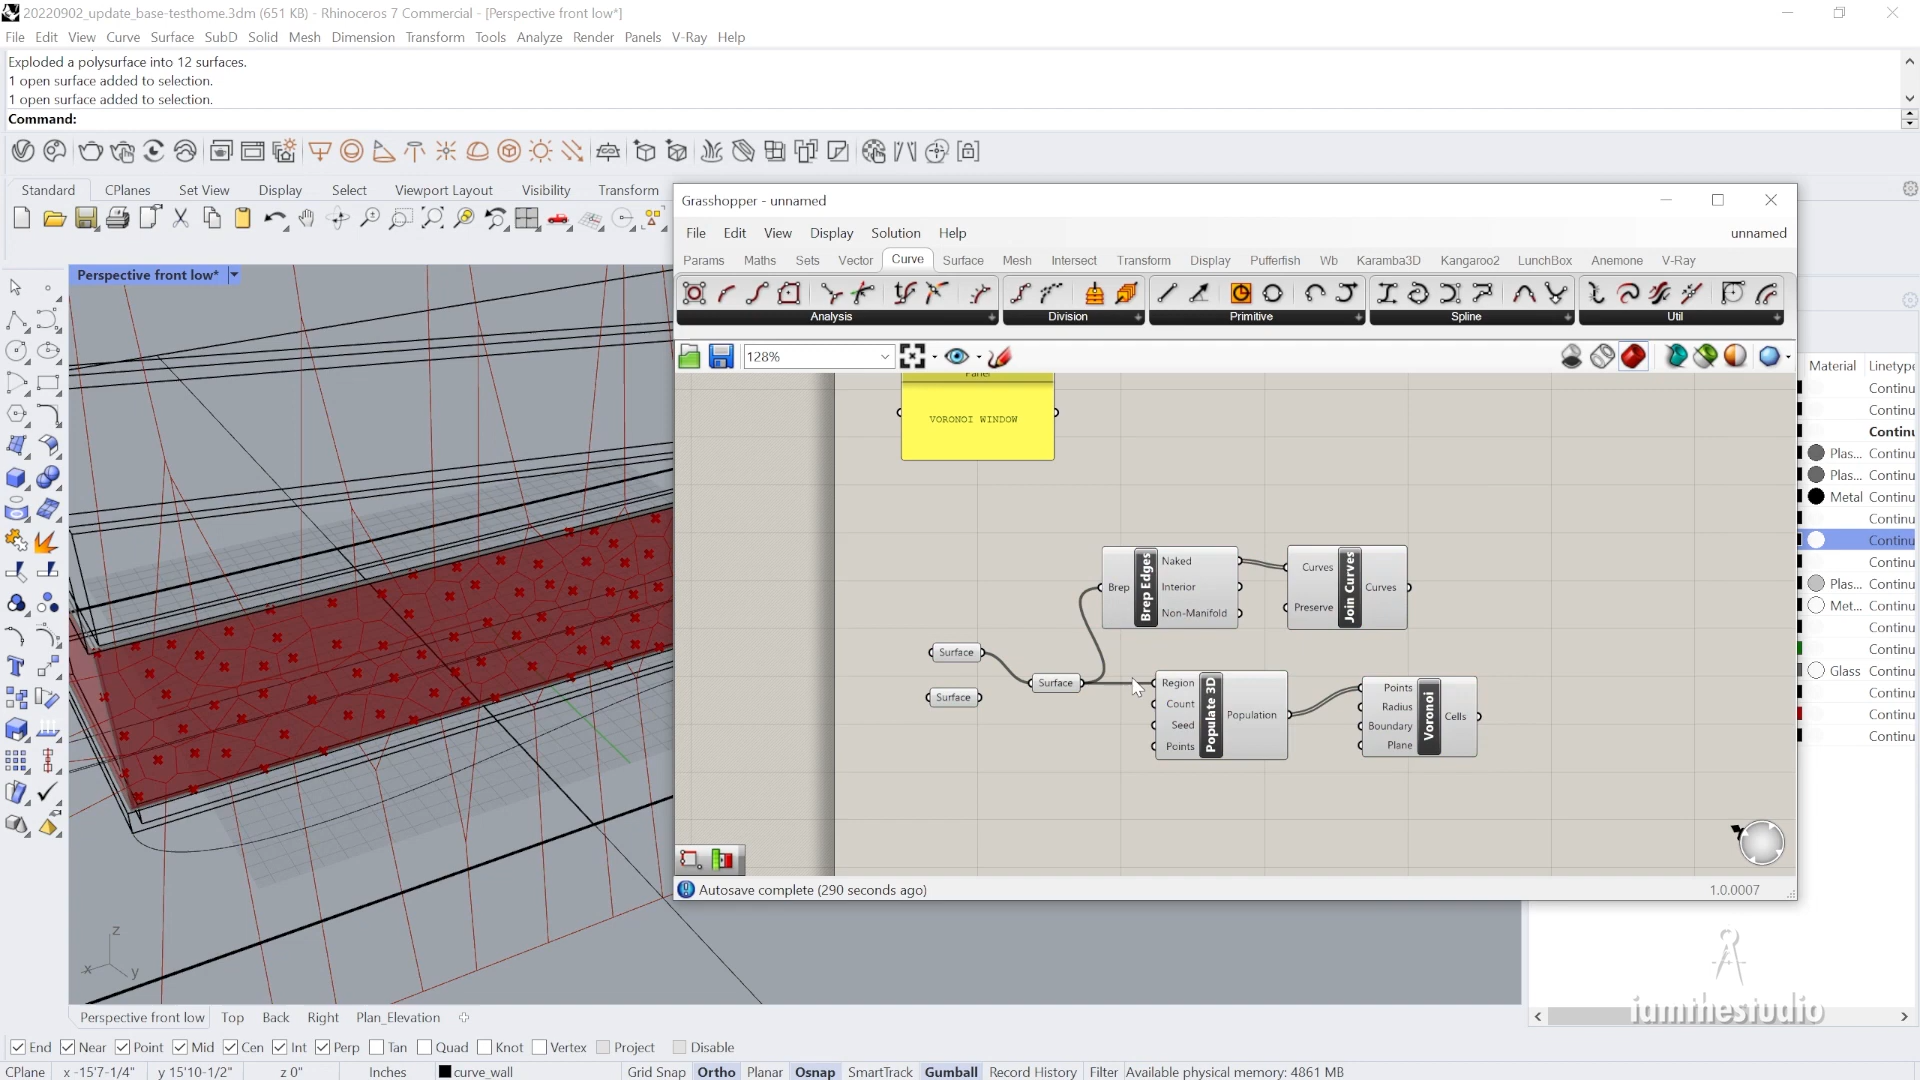 20220902_update_base-testhome.3dm (651 KB) - Rhinoceros 7 Commercial - [Perspective front low*]
File Edit View Curve Surface SubD Solid Mesh Dimension Transform Tools Analyze Render Panels V-Ray Help
Exploded a polysurface into 12 surfaces.
1 open surface added to selection.
1 open surface added to selection.
Command:
Standard CPlanes Set View Display Select Viewport Layout Visibility Transform
Perspective front low*
Grasshopper - unnamed
File Edit View Display Solution Help unnamed
Params Maths Sets Vector Curve Surface Mesh Intersect Transform Display Pufferfish Wb Karamba3D Kangaroo2 LunchBox Anemone V-Ray
Analysis Division Primitive Spline Util
128%
Panel
VORONOI WINDOW
Brep Brep Edges Naked Interior Non-Manifold
Curves Preserve Join Curves Curves
Surface
Surface
Surface
Region Count Seed Points Populate 3D Population
Points Radius Boundary Plane Voronoi Cells
Autosave complete (290 seconds ago) 1.0.0007
Material Linetype
Continu
Continu
Continu
Plas... Continu
Plas... Continu
Metal Continu
Continu
Continu
Continu
Plas... Continu
Met... Continu
Continu
Continu
Glass Continu
Continu
Continu
Continu
z
x y
iamthestudio
Perspective front low Top Back Right Plan_Elevation
End Near Point Mid Cen Int Perp Tan Quad Knot Vertex Project Disable
CPlane x -15'7-1/4" y 15'10-1/2" z 0" Inches curve_wall Grid Snap Ortho Planar Osnap SmartTrack Gumball Record History Filter Available physical memory: 4861 MB